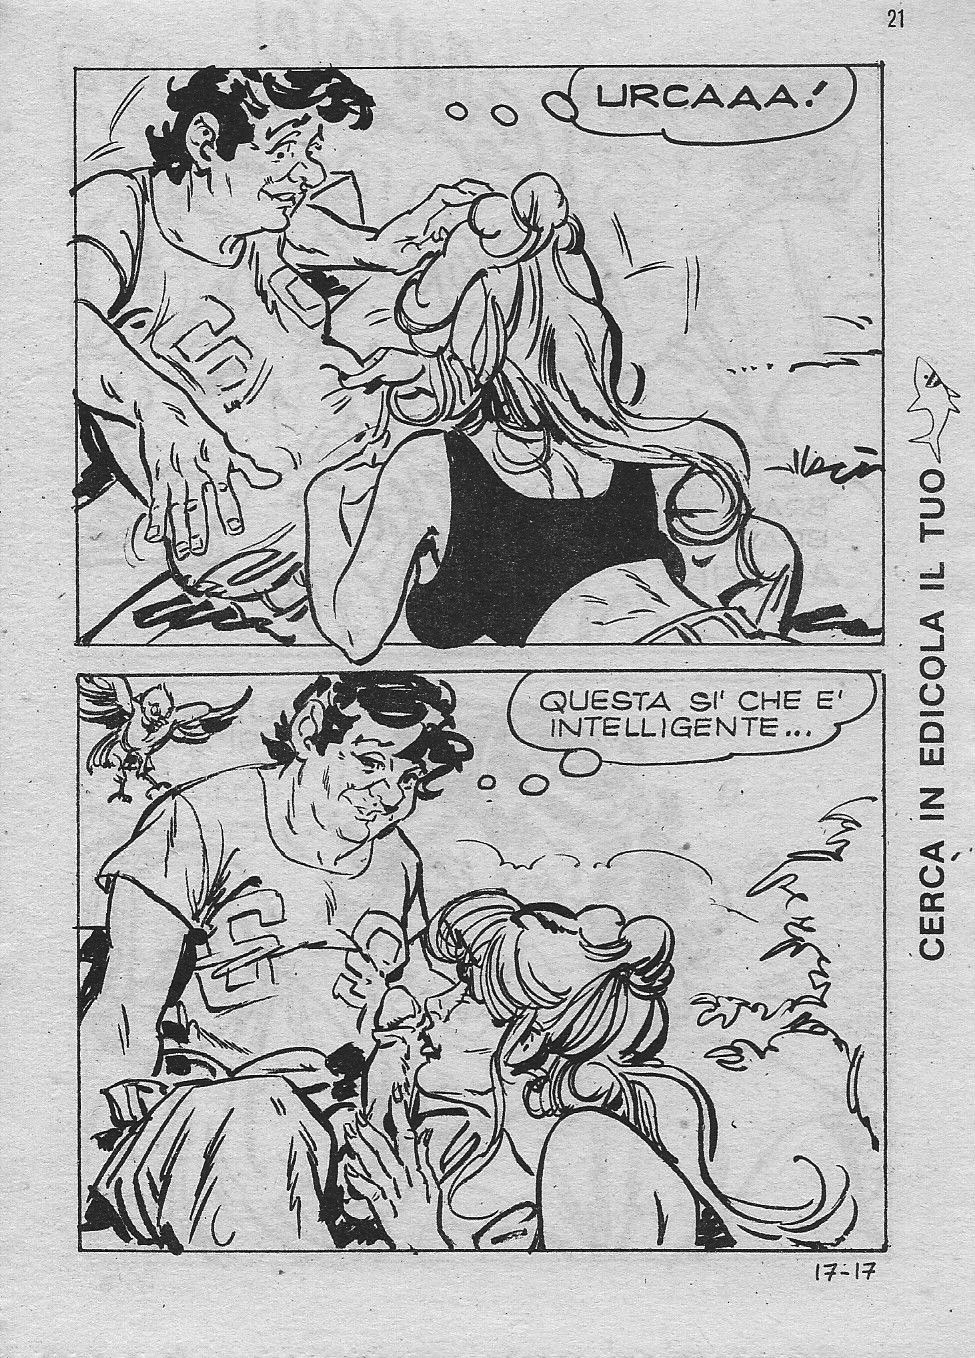 21
URCAAA!
QUESTA SI' CHE E'
INTELLIGENTE...
CERCA IN EDICOLA IL TUO
17-17